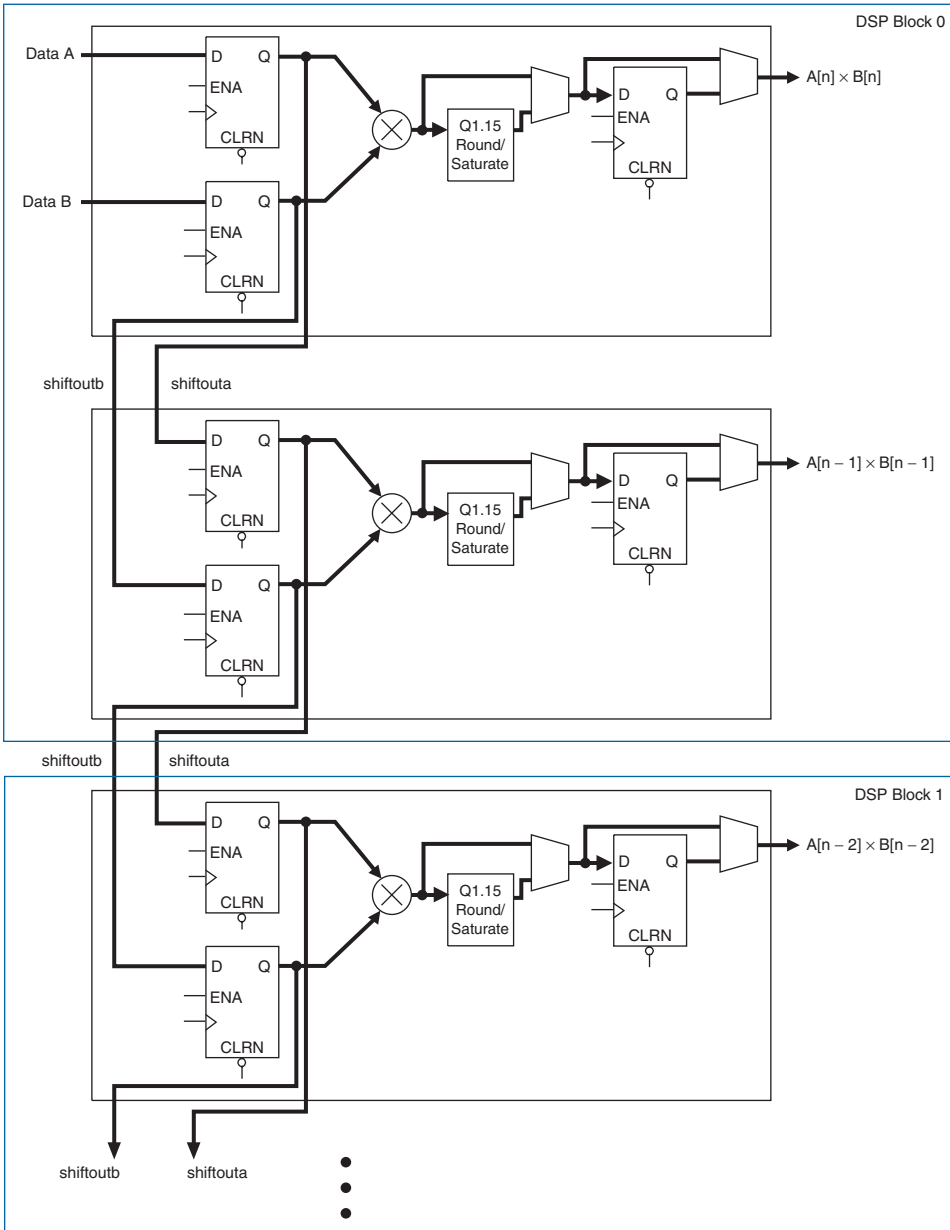 DSP Block 0
Data A
D Q
ENA
CLRN
Q1.15
Round/
Saturate
D Q
ENA
CLRN
A[n] × B[n]
Data B
D Q
ENA
CLRN
shiftoutb
shiftouta
D Q
ENA
CLRN
Q1.15
Round/
Saturate
D Q
ENA
CLRN
A[n − 1] × B[n − 1]
D Q
ENA
CLRN
shiftoutb
shiftouta
DSP Block 1
D Q
ENA
CLRN
Q1.15
Round/
Saturate
D Q
ENA
CLRN
A[n − 2] × B[n − 2]
D Q
ENA
CLRN
shiftoutb
shiftouta